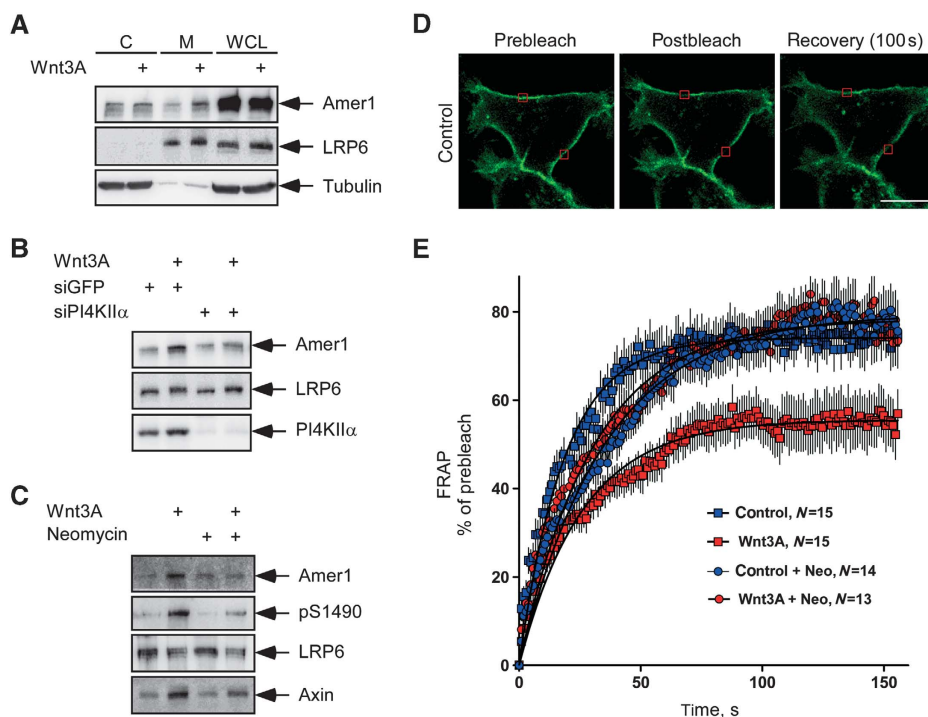 A
C M WCL
Wnt3A + + +
Amer1
LRP6
Tubulin
B
Wnt3A + +
siGFP + +
siPI4KIIα + +
Amer1
LRP6
PI4KIIα
C
Wnt3A + +
Neomycin + +
Amer1
pS1490
LRP6
Axin
D
Prebleach Postbleach Recovery (100 s)
Control
E
FRAP
% of prebleach
80
60
40
20
0
Control, N=15
Wnt3A, N=15
Control + Neo, N=14
Wnt3A + Neo, N=13
0 50 100 150
Time, s